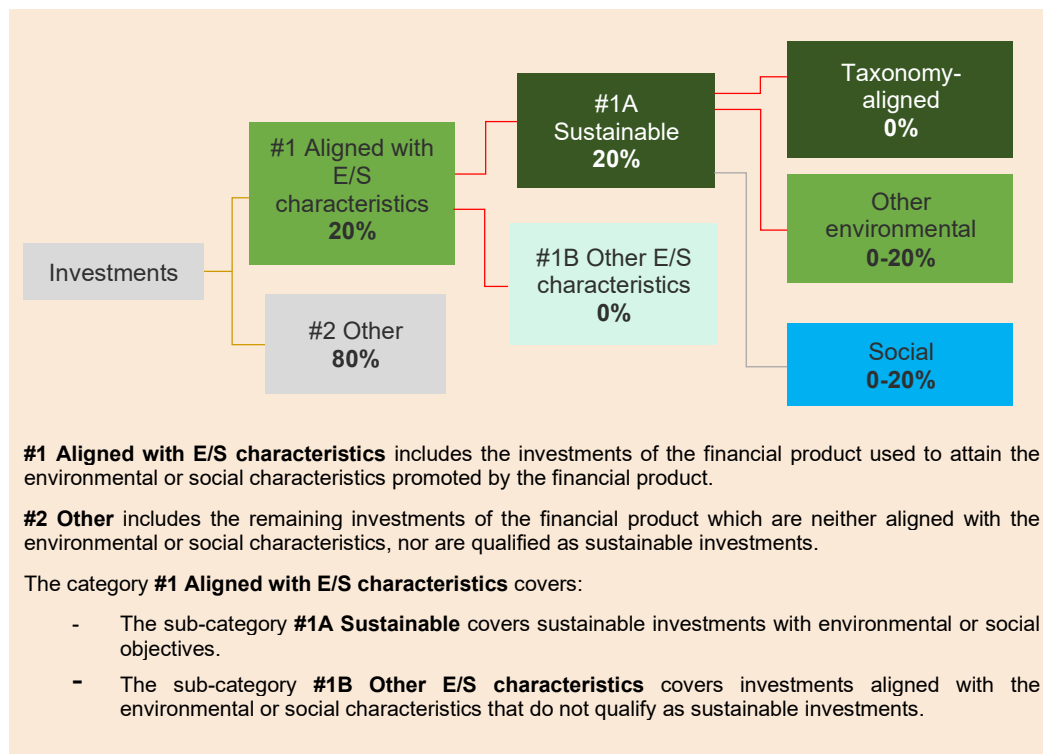 Investments
#1 Aligned with
E/S
characteristics
20%
#2 Other
80%
#1A
Sustainable
20%
#1B Other E/S
characteristics
0%
Taxonomy-
aligned
0%
Other
environmental
0-20%
Social
0-20%
#1 Aligned with E/S characteristics includes the investments of the financial product used to attain the
environmental or social characteristics promoted by the financial product.
#2 Other includes the remaining investments of the financial product which are neither aligned with the
environmental or social characteristics, nor are qualified as sustainable investments.
The category #1 Aligned with E/S characteristics covers:
- The sub-category #1A Sustainable covers sustainable investments with environmental or social
objectives.
- The sub-category #1B Other E/S characteristics covers investments aligned with the
environmental or social characteristics that do not qualify as sustainable investments.